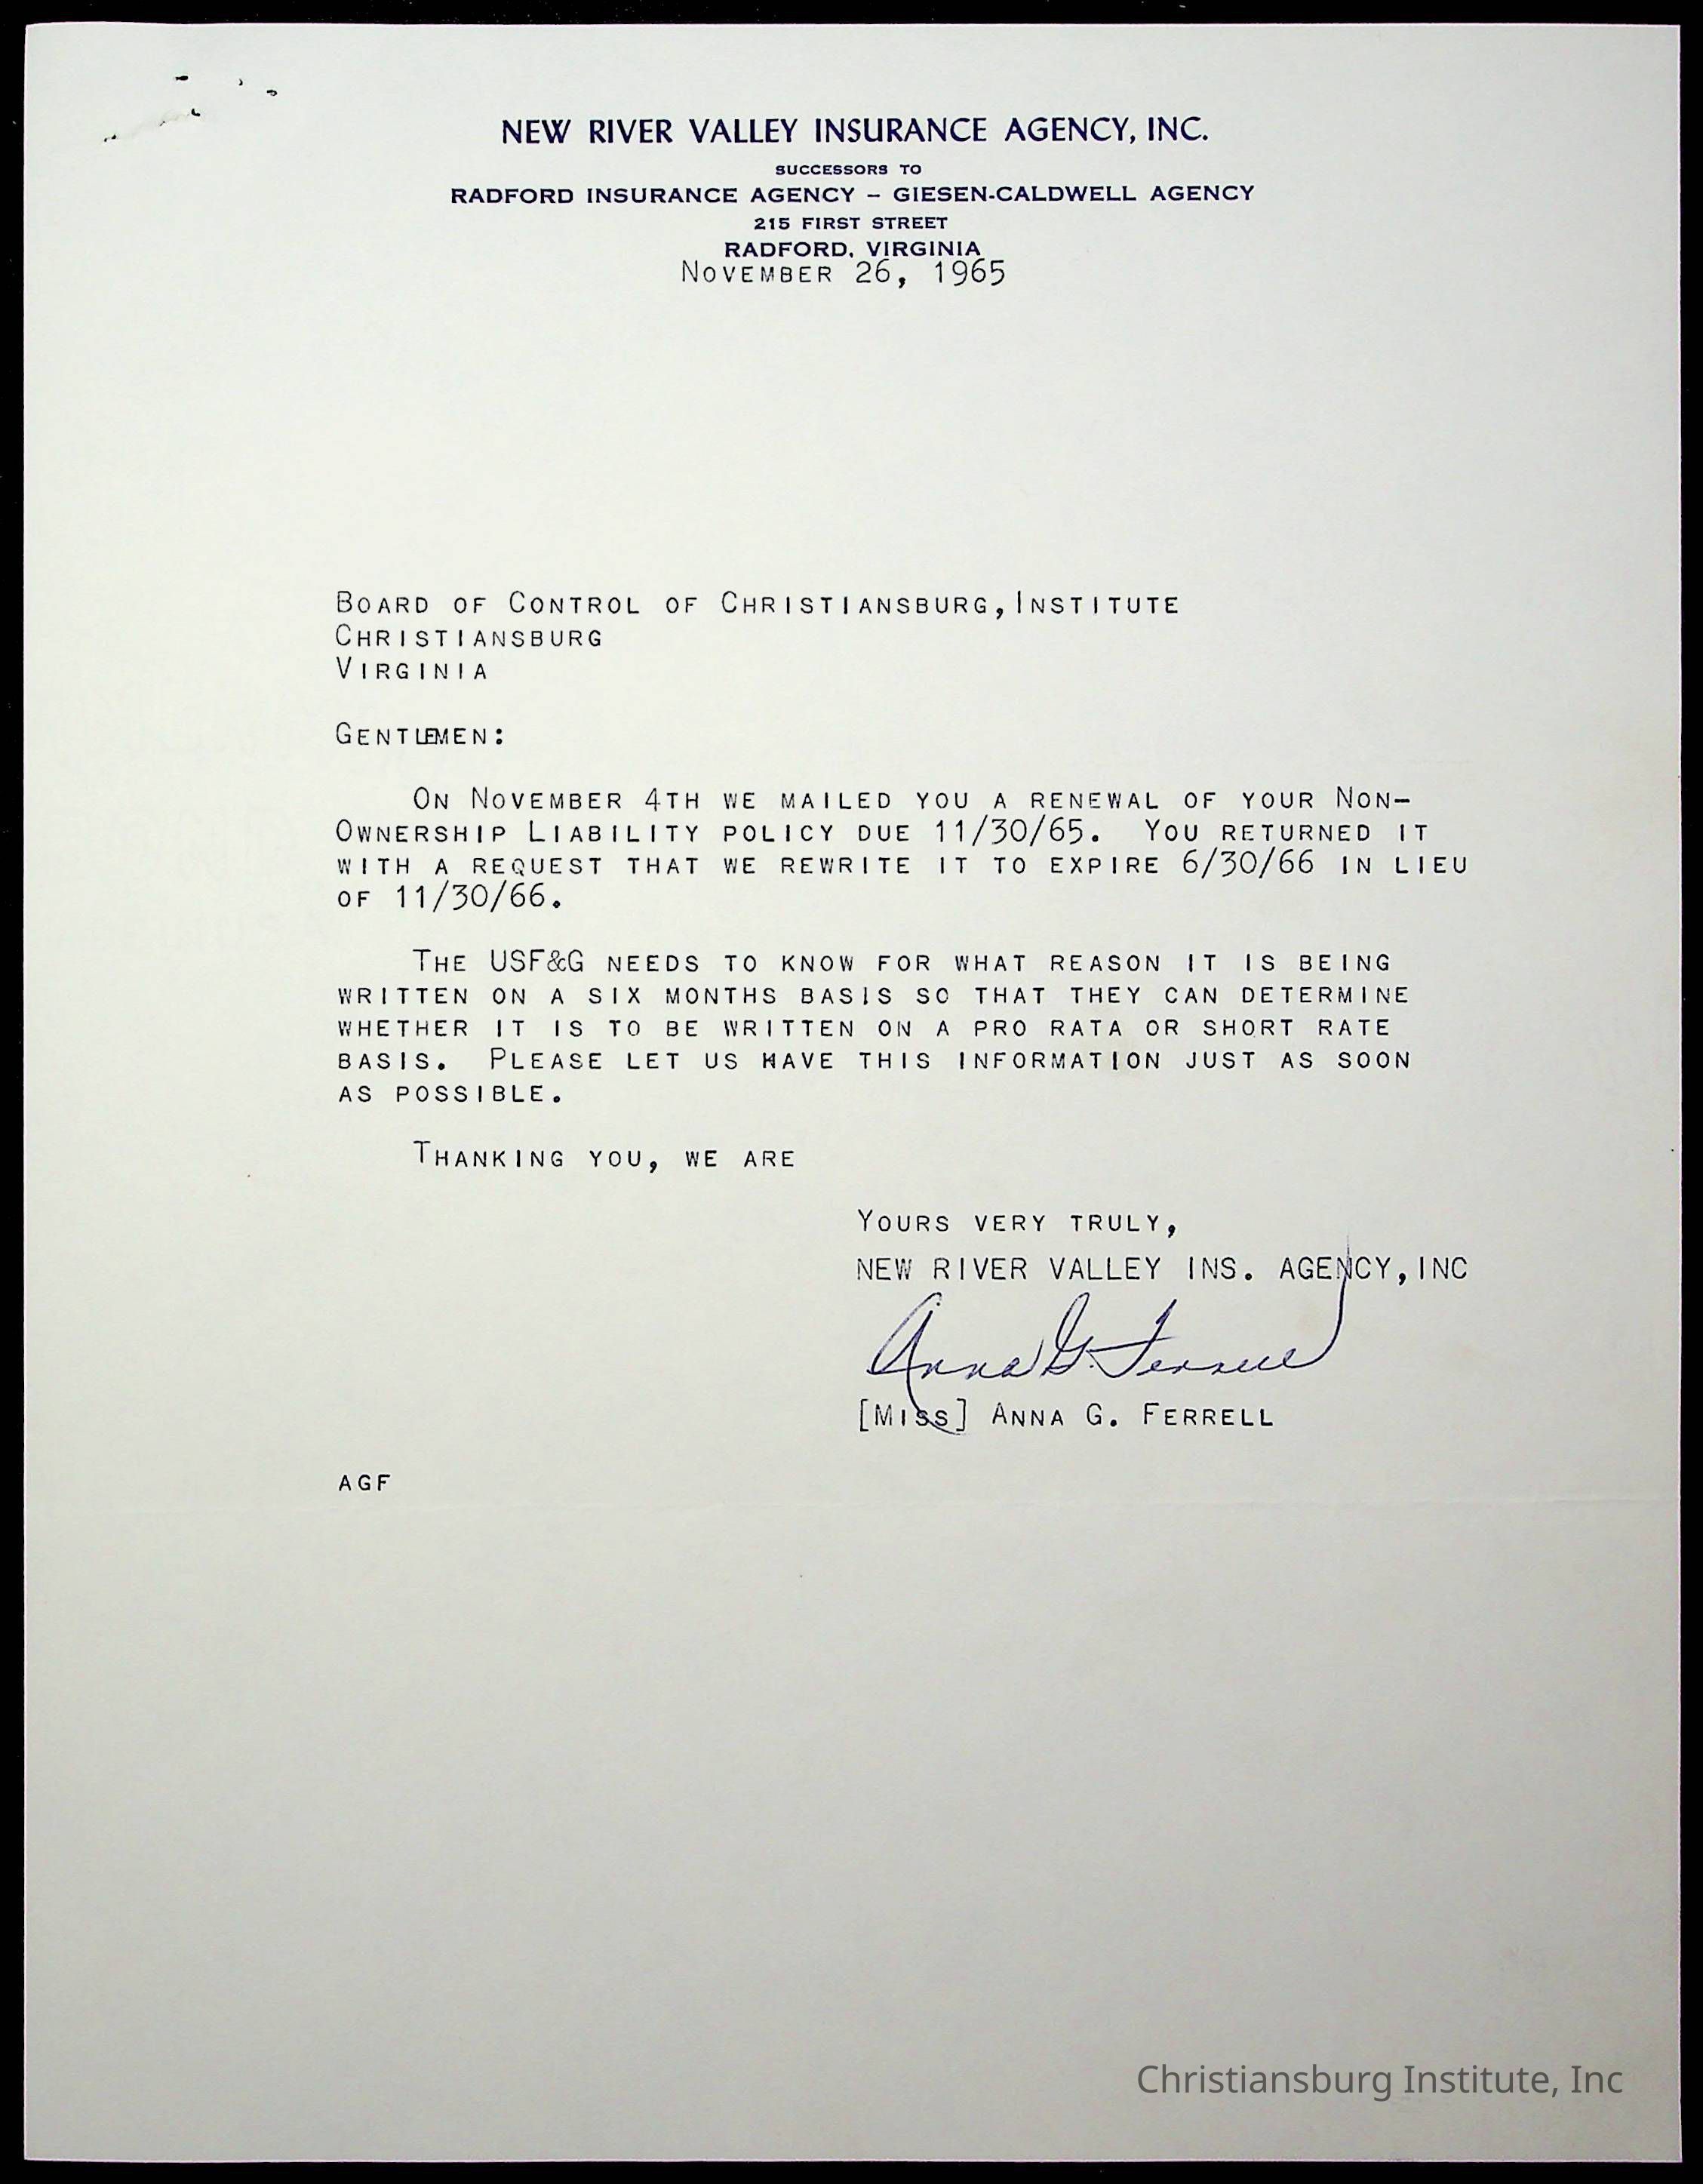 NEW RIVER VALLEY INSURANCE AGENCY, INC.
SUCCESSORS TO
RADFORD INSURANCE AGENCY – GIESEN-CALDWELL AGENCY
215 FIRST STREET
RADFORD, VIRGINIA
NOVEMBER 26, 1965
BOARD OF CONTROL OF CHRISTIANSBURG,INSTITUTE
CHRISTIANSBURG
VIRGINIA
GENTLEMEN:
ON NOVEMBER 4TH WE MAILED YOU A RENEWAL OF YOUR NON-
OWNERSHIP LIABILITY POLICY DUE 11/30/65. YOU RETURNED IT
WITH A REQUEST THAT WE REWRITE IT TO EXPIRE 6/30/66 IN LIEU
OF 11/30/66.
THE USF&G NEEDS TO KNOW FOR WHAT REASON IT IS BEING
WRITTEN ON A SIX MONTHS BASIS SO THAT THEY CAN DETERMINE
WHETHER IT IS TO BE WRITTEN ON A PRO RATA OR SHORT RATE
BASIS. PLEASE LET US HAVE THIS INFORMATION JUST AS SOON
AS POSSIBLE.
THANKING YOU, WE ARE
YOURS VERY TRULY,
NEW RIVER VALLEY INS. AGENCY,INC
Anna G. Ferrell
[MISS] ANNA G. FERRELL
AGF
Christiansburg Institute, Inc